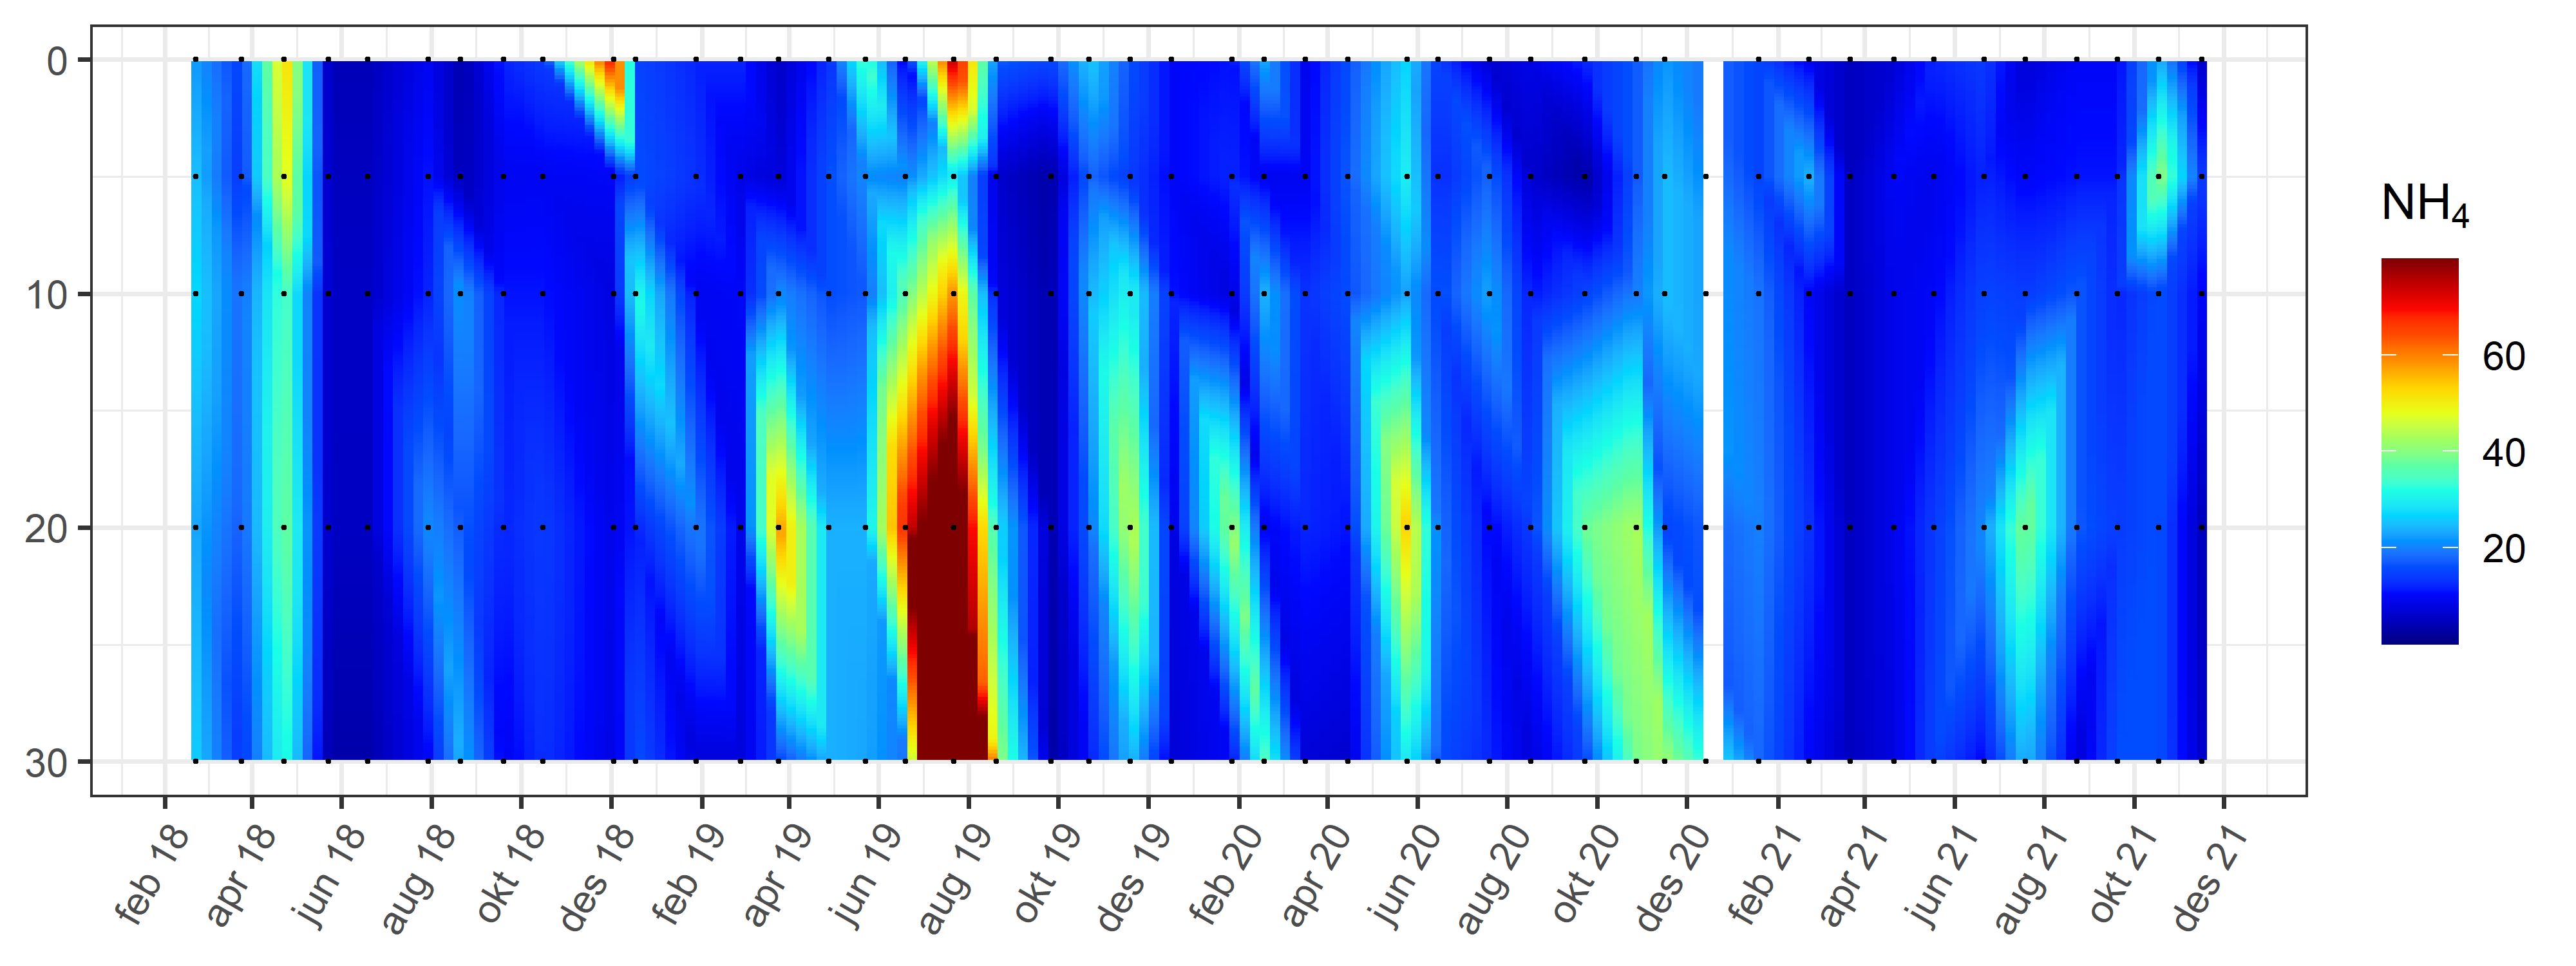 0
10
20
30
feb 18
apr 18
jun 18
aug 18
okt 18
des 18
feb 19
apr 19
jun 19
aug 19
okt 19
des 19
feb 20
apr 20
jun 20
aug 20
okt 20
des 20
feb 21
apr 21
jun 21
aug 21
okt 21
des 21
NH₄
60
40
20